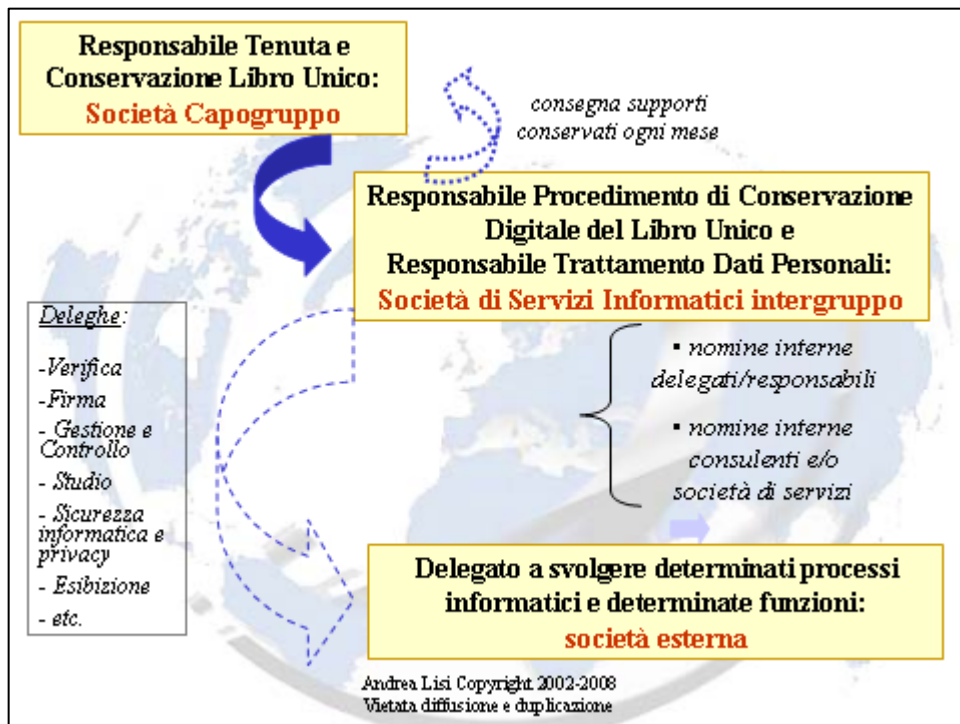 Responsabile Tenuta e
Conservazione Libro Unico:
Società Capogruppo
consegna supporti
conservati ogni mese
Responsabile Procedimento di Conservazione
Digitale del Libro Unico e
Responsabile Trattamento Dati Personali:
Società di Servizi Informatici intergruppo
Deleghe:
-Verifica
-Firma
- Gestione e
Controllo
- Studio
- Sicurezza
informatica e
privacy
- Esibizione
- etc.
▪ nomine interne
delegati/responsabili
▪ nomine interne
consulenti e/o
società di servizi
Delegato a svolgere determinati processi
informatici e determinate funzioni:
società esterna
Andrea Lisi Copyright 2002-2008
Vietata diffusione e duplicazione